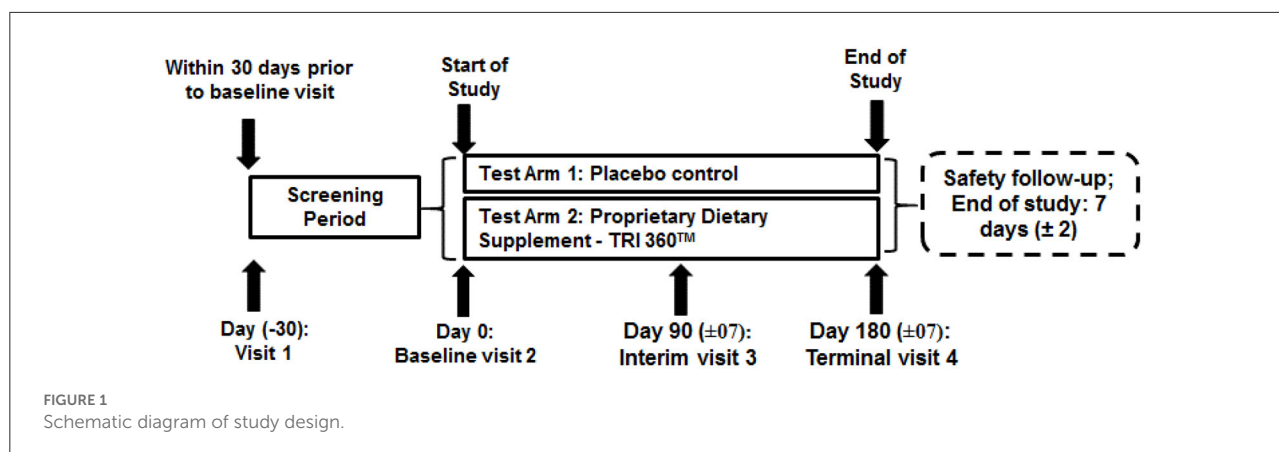 Within 30 days prior
to baseline visit
Start of
Study
End of
Study
Screening
Period
Test Arm 1: Placebo control
Test Arm 2: Proprietary Dietary
Supplement - TRI 360™
Safety follow-up;
End of study: 7
days (± 2)
Day (-30):
Visit 1
Day 0:
Baseline visit 2
Day 90 (±07):
Interim visit 3
Day 180 (±07):
Terminal visit 4
FIGURE 1
Schematic diagram of study design.